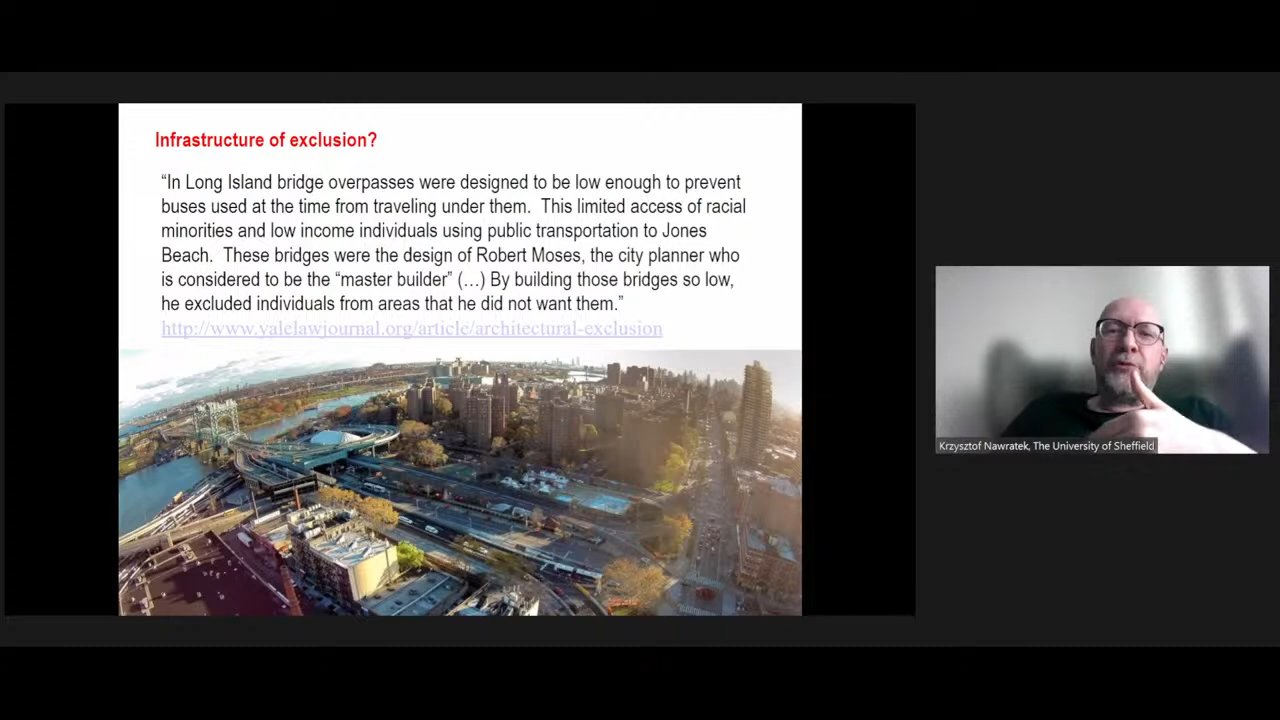 Infrastructure of exclusion?
“In Long Island bridge overpasses were designed to be low enough to prevent
buses used at the time from traveling under them.  This limited access of racial
minorities and low income individuals using public transportation to Jones
Beach.  These bridges were the design of Robert Moses, the city planner who
is considered to be the “master builder” (…) By building those bridges so low,
he excluded individuals from areas that he did not want them.”
http://www.yalelawjournal.org/article/architectural-exclusion
Krzysztof Nawratek, The University of Sheffield